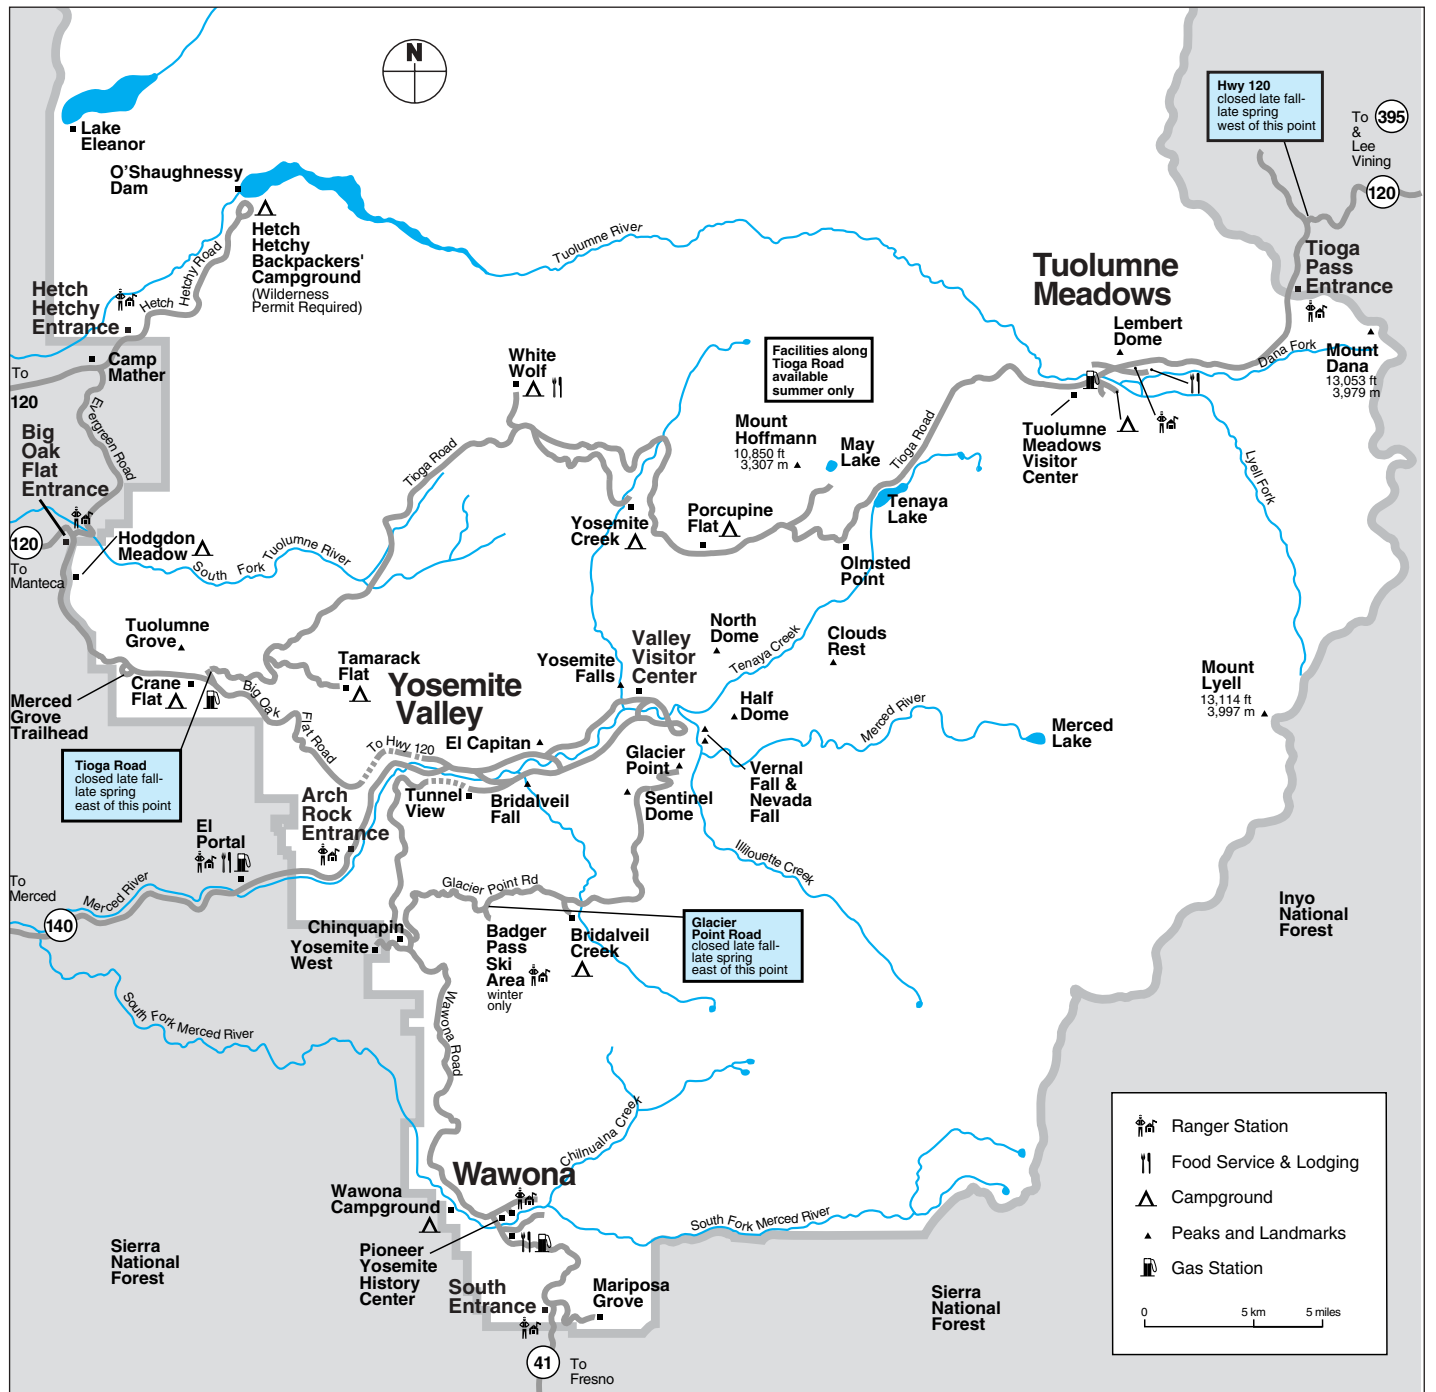 N
Hwy 120
closed late fall-
late spring
west of this point
To
&
Lee
Vining
395
120
Lake
Eleanor
O'Shaughnessy
Dam
Hetch
Hetchy
Backpackers'
Campground
(Wilderness
Permit Required)
Hetch Hetchy Road
Tuolumne River
Tuolumne
Meadows
Tioga
Pass
Entrance
Hetch
Hetchy
Entrance
Lembert
Dome
Dana Fork
Mount
Dana
13,053 ft
3,979 m
Camp
Mather
To
120
White
Wolf
Facilities along
Tioga Road
available
summer only
Evergreen Road
Big
Oak
Flat
Entrance
Mount
Hoffmann
10,850 ft
3,307 m
May
Lake
Tioga Road
Tioga Road
Tuolumne
Meadows
Visitor
Center
Lyell Fork
Tenaya
Lake
Porcupine
Flat
Yosemite
Creek
Olmsted
Point
120
To
Manteca
Hodgdon
Meadow
South Fork Tuolumne River
Tuolumne
Grove
North
Dome
Tenaya Creek
Clouds
Rest
Valley
Visitor
Center
Yosemite
Falls
Tamarack
Flat
Yosemite
Valley
Crane
Flat
Merced
Grove
Trailhead
Big Oak Flat Road
Mount
Lyell
13,114 ft
3,997 m
Half
Dome
Merced River
Merced
Lake
To Hwy 120
El Capitan
Glacier
Point
Vernal
Fall &
Nevada
Fall
Tioga Road
closed late fall-
late spring
east of this point
Arch
Rock
Entrance
Tunnel
View
Bridalveil
Fall
Sentinel
Dome
El
Portal
Illilouette Creek
To
Merced
Merced River
140
Glacier Point Rd
Chinquapin
Yosemite
West
Badger
Pass
Ski
Area
winter
only
Bridalveil
Creek
Glacier
Point Road
closed late fall-
late spring
east of this point
Inyo
National
Forest
South Fork Merced River
Wawona Road
Chilnualna Creek
Wawona
Wawona
Campground
South Fork Merced River
Pioneer
Yosemite
History
Center
Sierra
National
Forest
South
Entrance
Mariposa
Grove
Sierra
National
Forest
41
To
Fresno
Ranger Station
Food Service & Lodging
Campground
Peaks and Landmarks
Gas Station
0 5 km 5 miles